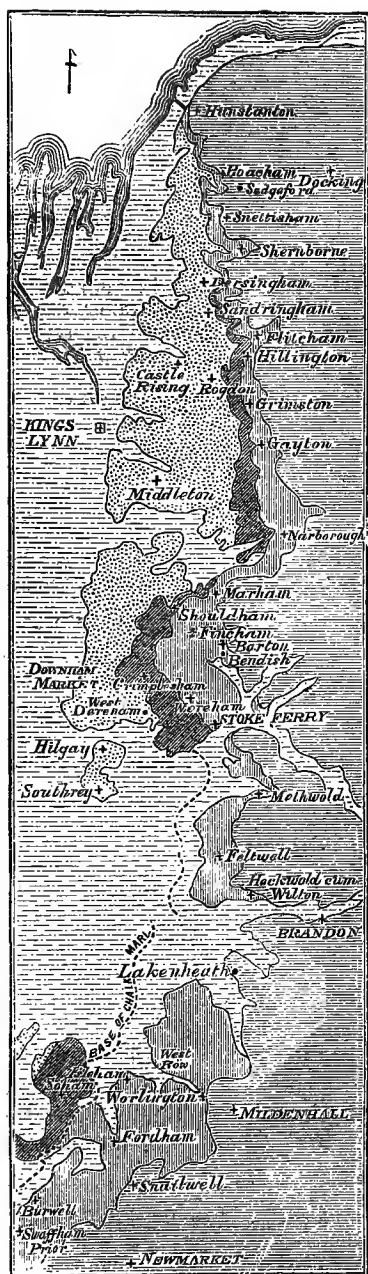 Hunstanton
Heacham
Docking
Sedgeford
Snettisham
Shernborne
Dersingham
Sandringham
Flitcham
Hillington
Castle
Rising
Roydon
Grimston
KINGS
LYNN
Gayton
Middleton
Narborough
Marham
Shouldham
Fincham
Barton
Bendish
DOWNHAM
MARKET
Crimplesham
West
Dereham
Wereham
STOKE FERRY
Hilgay
Southrey
Methwold
Feltwell
Hockwold cum
Wilton
BRANDON
BASE OF CHALK MARL
Lakenheath
West
Row
Soham
Worlington
MILDENHALL
Fordham
Snailwell
Burwell
Swaffham
Prior
NEWMARKET